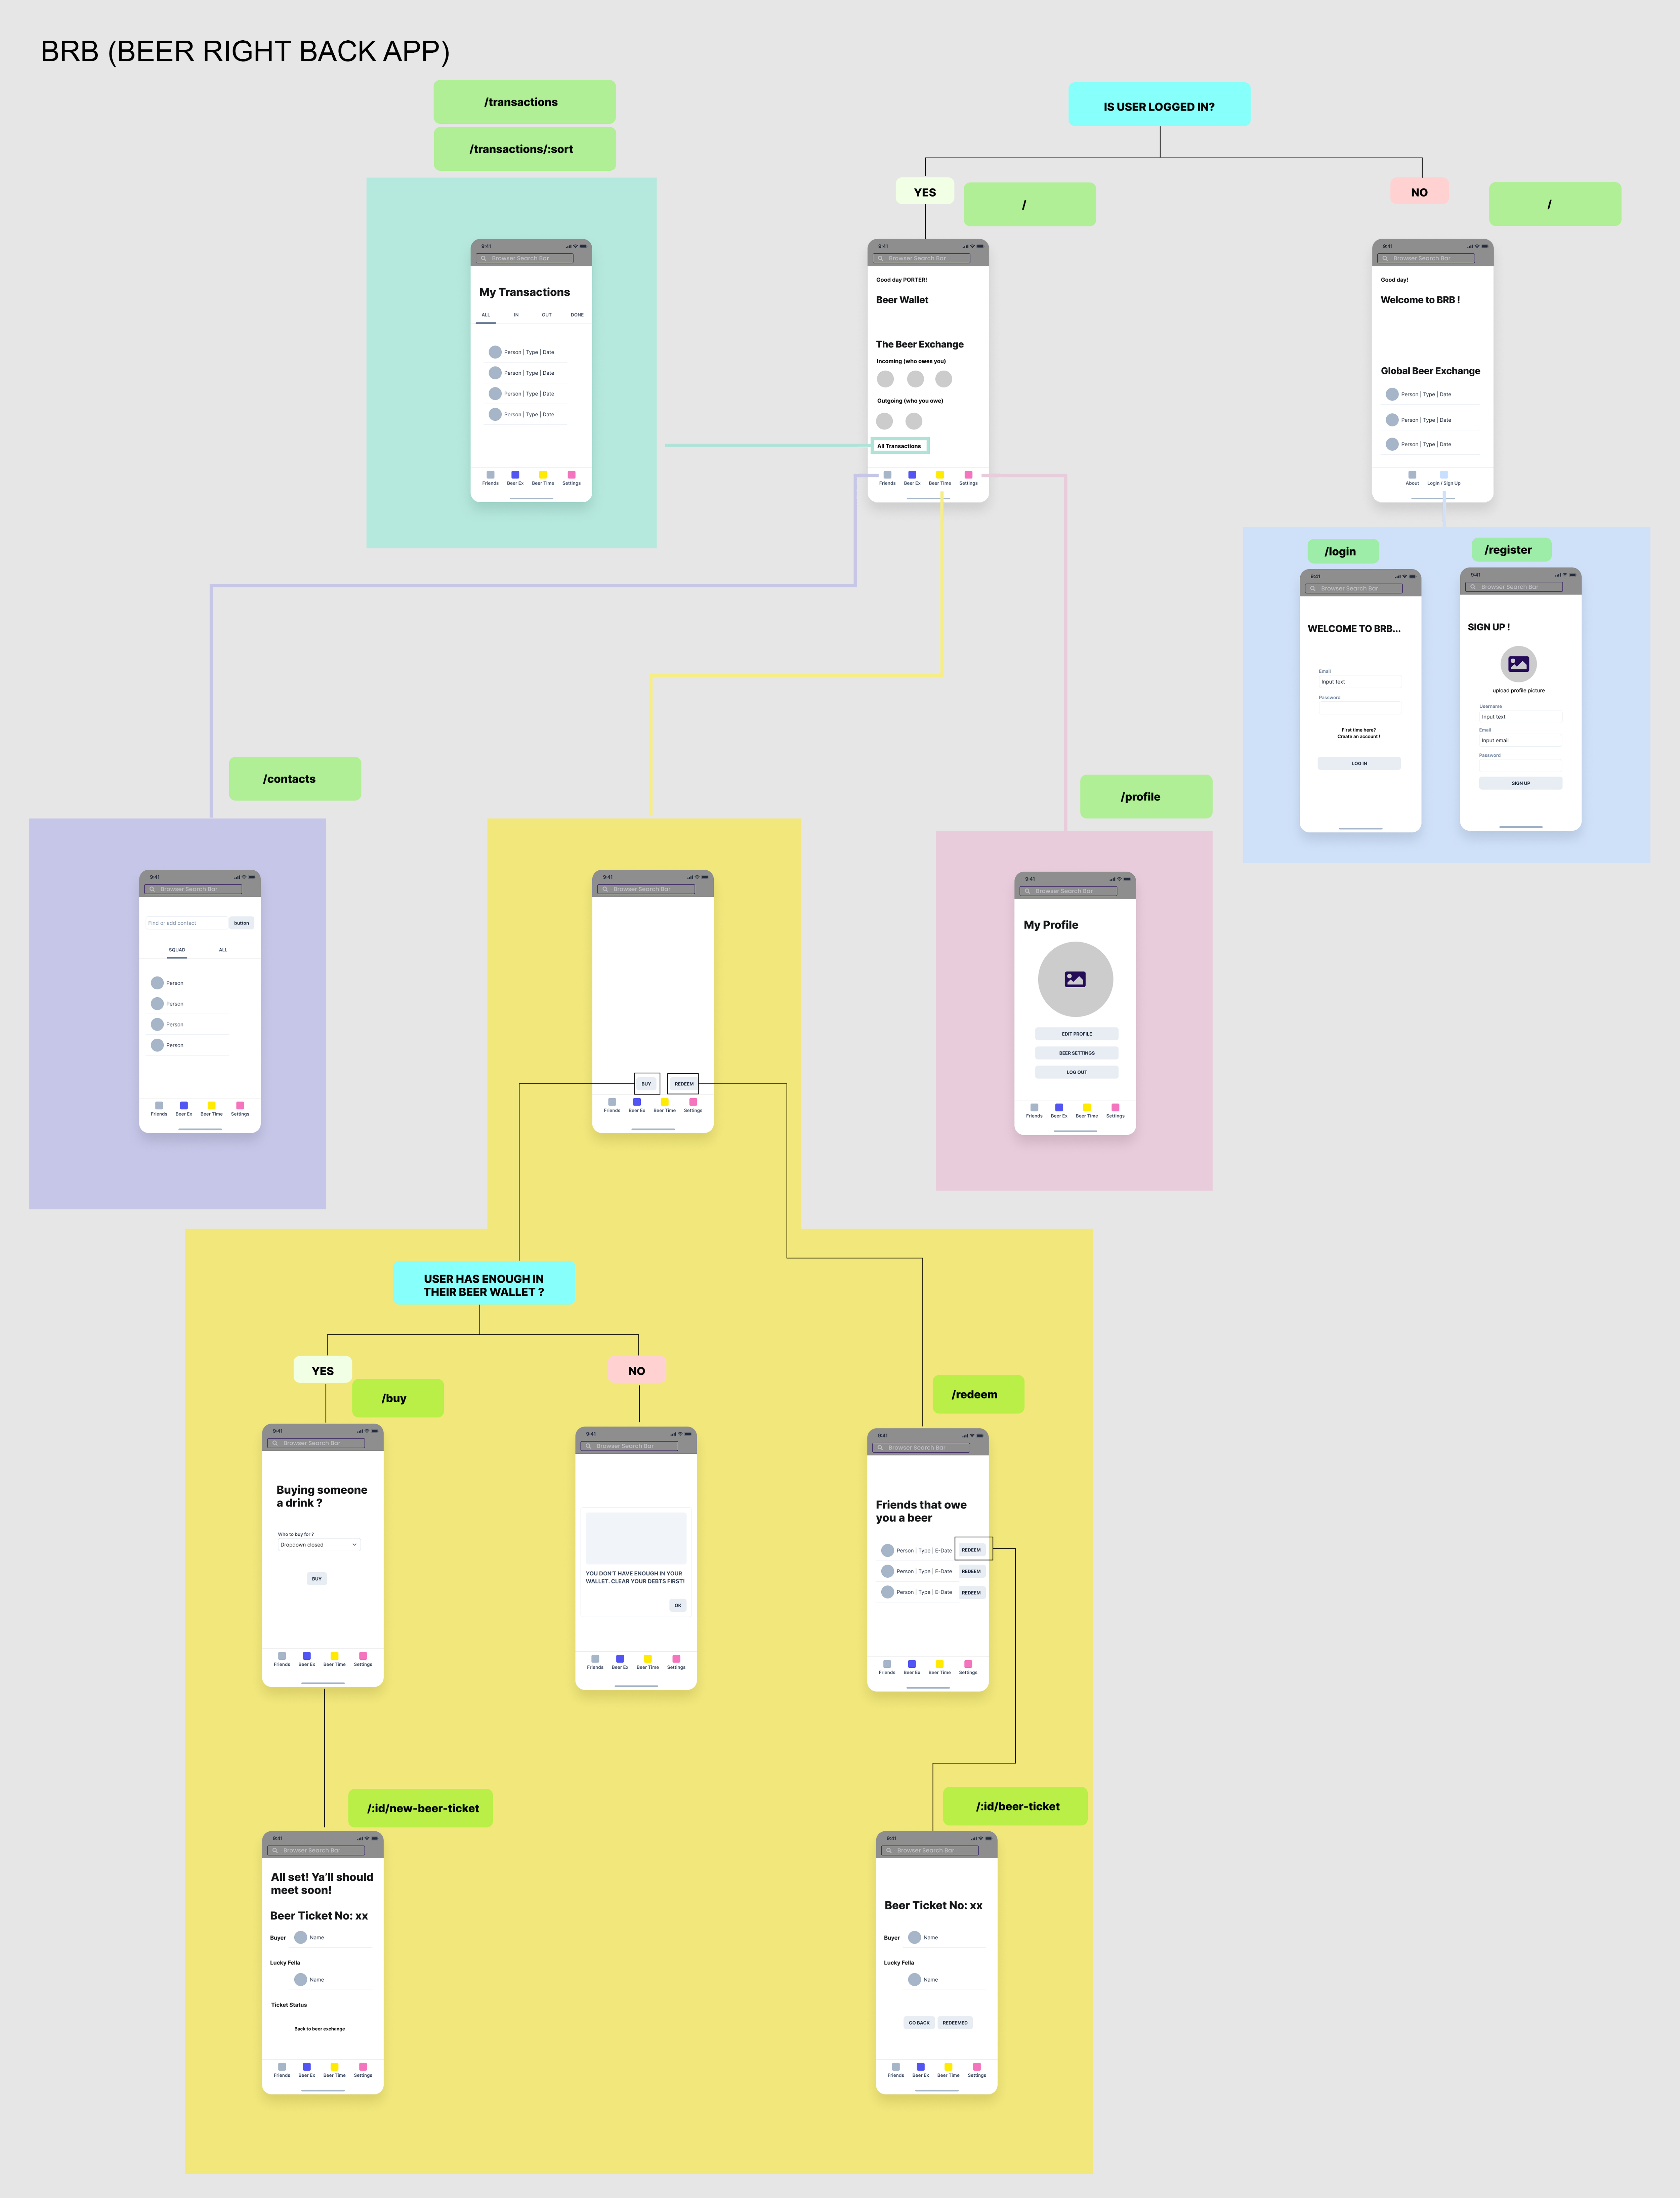 BRB (BEER RIGHT BACK APP)
/transactions
/transactions/:sort
IS USER LOGGED IN?
YES
/
NO
/
9:41
Browser Search Bar
My Transactions
ALL IN OUT DONE
Person | Type | Date
Person | Type | Date
Person | Type | Date
Person | Type | Date
Friends Beer Ex Beer Time Settings
9:41
Browser Search Bar
Good day PORTER!
Beer Wallet
The Beer Exchange
Incoming (who owes you)
Outgoing (who you owe)
All Transactions
Friends Beer Ex Beer Time Settings
9:41
Browser Search Bar
Good day!
Welcome to BRB !
Global Beer Exchange
Person | Type | Date
Person | Type | Date
Person | Type | Date
About Login / Sign Up
/login
9:41
Browser Search Bar
WELCOME TO BRB...
Email
Input text
Password
First time here?
Create an account !
LOG IN
/register
9:41
Browser Search Bar
SIGN UP !
upload profile picture
Username
Input text
Email
Input email
Password
SIGN UP
/contacts
9:41
Browser Search Bar
Find or add contact button
SQUAD ALL
Person
Person
Person
Person
Friends Beer Ex Beer Time Settings
9:41
Browser Search Bar
BUY REDEEM
Friends Beer Ex Beer Time Settings
/profile
9:41
Browser Search Bar
My Profile
EDIT PROFILE
BEER SETTINGS
LOG OUT
Friends Beer Ex Beer Time Settings
USER HAS ENOUGH IN
THEIR BEER WALLET ?
YES
/buy
NO
/redeem
9:41
Browser Search Bar
Buying someone
a drink ?
Who to buy for ?
Dropdown closed
BUY
Friends Beer Ex Beer Time Settings
9:41
Browser Search Bar
YOU DON'T HAVE ENOUGH IN YOUR
WALLET. CLEAR YOUR DEBTS FIRST!
OK
Friends Beer Ex Beer Time Settings
9:41
Browser Search Bar
Friends that owe
you a beer
Person | Type | E-Date REDEEM
Person | Type | E-Date REDEEM
Person | Type | E-Date REDEEM
Friends Beer Ex Beer Time Settings
/:id/new-beer-ticket
9:41
Browser Search Bar
All set! Ya'll should
meet soon!
Beer Ticket No: xx
Buyer Name
Lucky Fella
Name
Ticket Status
Back to beer exchange
Friends Beer Ex Beer Time Settings
/:id/beer-ticket
9:41
Browser Search Bar
Beer Ticket No: xx
Buyer Name
Lucky Fella
Name
GO BACK REDEEMED
Friends Beer Ex Beer Time Settings